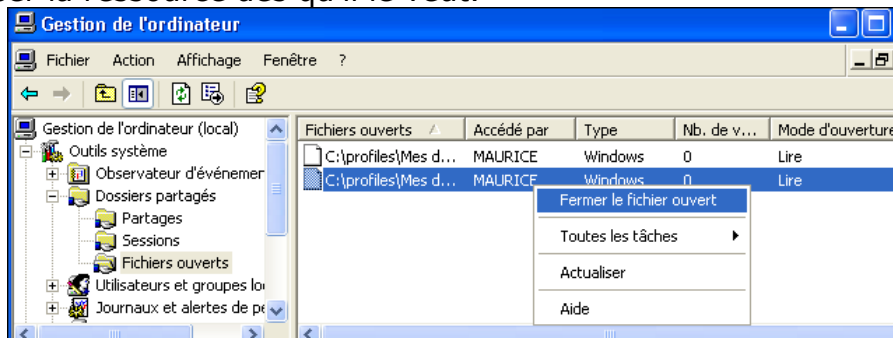 Gestion de l'ordinateur
Fichier Action Affichage Fenêtre ?
Gestion de l'ordinateur (local)
Outils système
Observateur d'événemer
Dossiers partagés
Partages
Sessions
Fichiers ouverts
Utilisateurs et groupes
Journaux et alertes de
Fichiers ouverts Accédé par Type Nb. de v... Mode d'ouverture
C:\profiles\Mes d... MAURICE Windows 0 Lire
C:\profiles\Mes d... MAURICE Windows 0 Lire
Fermer le fichier ouvert
Toutes les tâches
Actualiser
Aide